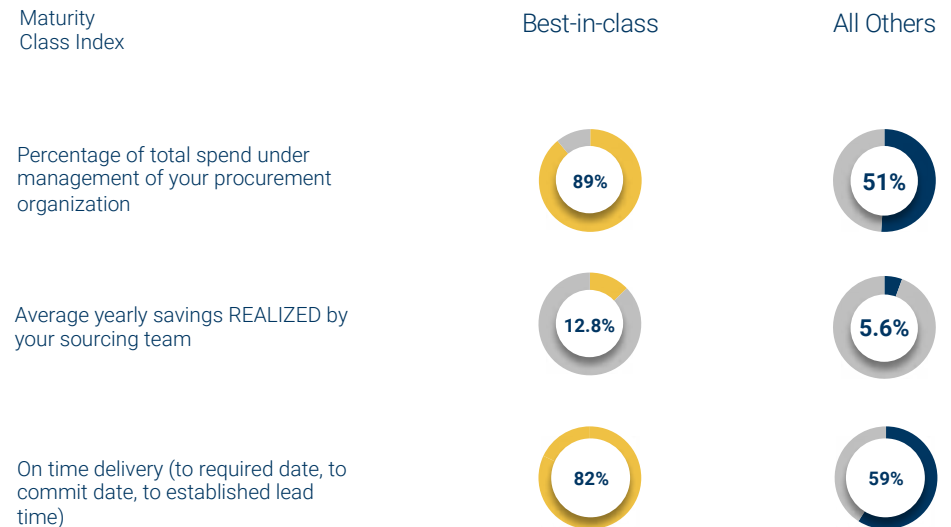 Maturity
Class Index
Best-in-class
All Others
Percentage of total spend under
management of your procurement
organization
89%
51%
Average yearly savings REALIZED by
your sourcing team
12.8%
5.6%
On time delivery (to required date, to
commit date, to established lead
time)
82%
59%